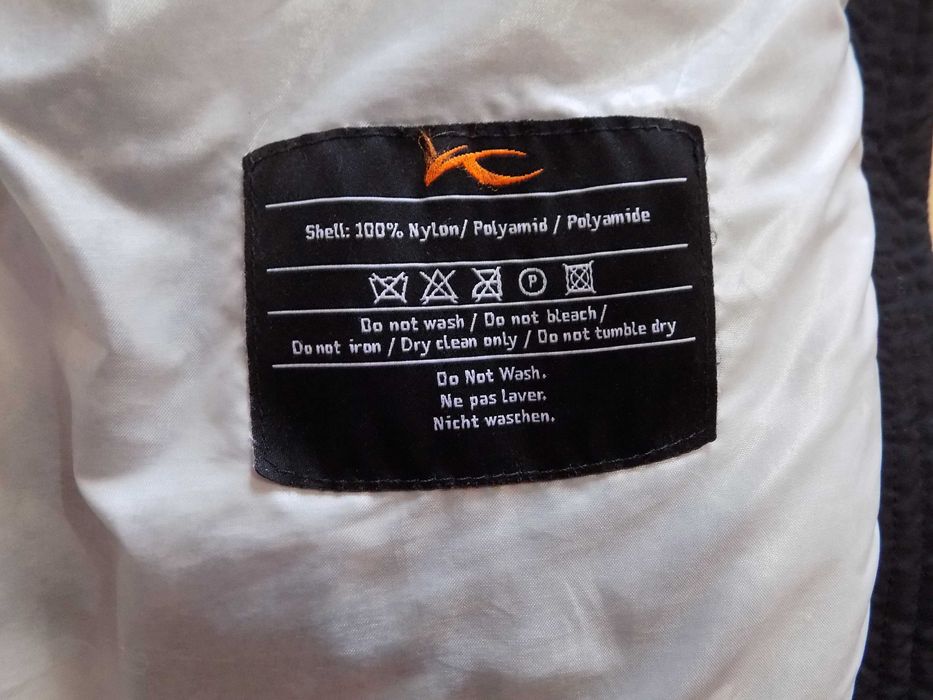 Shell: 100% Nylon/ Polyamid / Polyamide
P
Do not wash / Do not bleach/
Do not iron / Dry clean only / Do not tumble dry
Do Not Wash.
Ne pas Laver.
Nicht waschen.